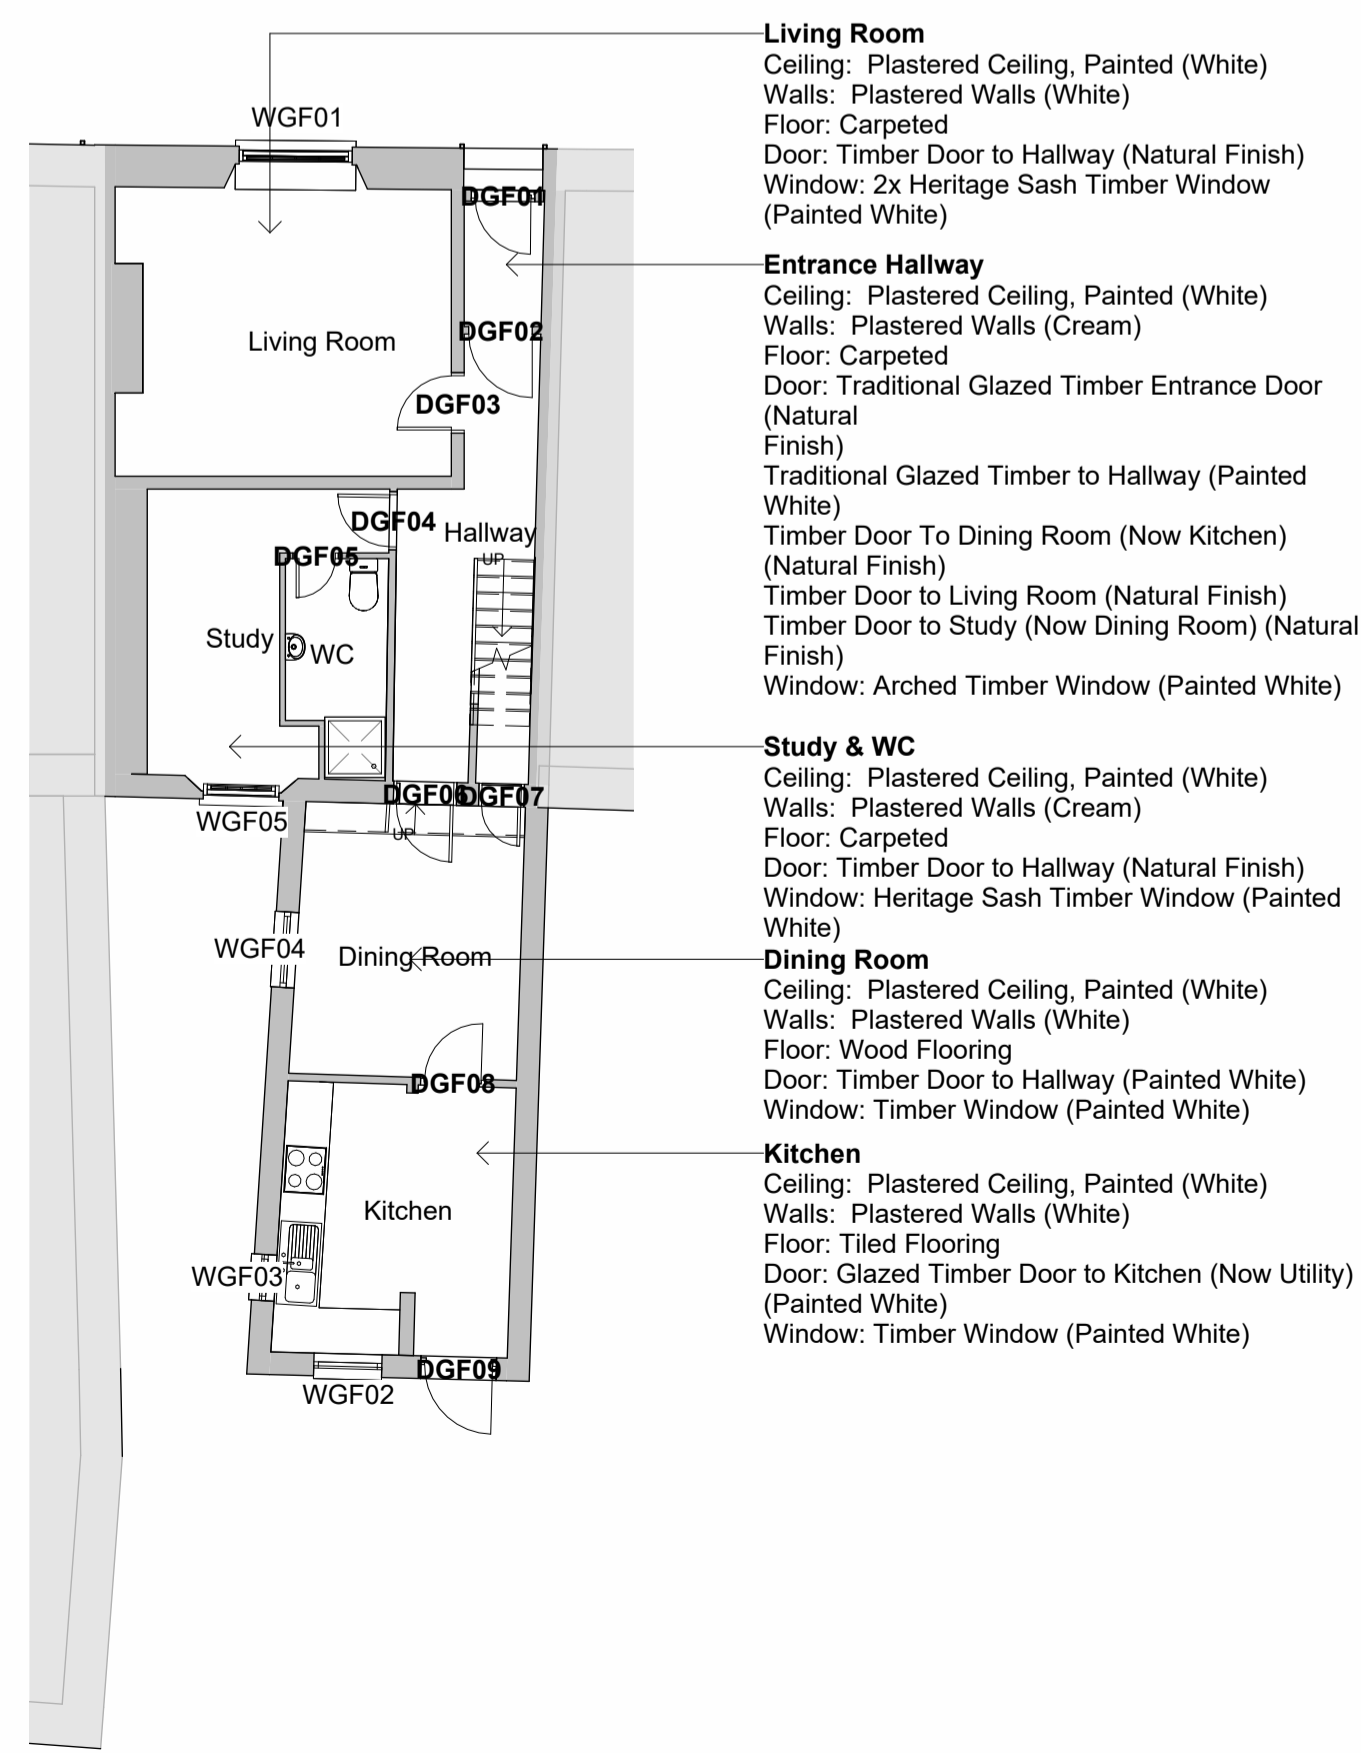 Living Room
Ceiling:  Plastered Ceiling, Painted (White)
Walls:  Plastered Walls (White)
Floor: Carpeted
Door: Timber Door to Hallway (Natural Finish)
Window: 2x Heritage Sash Timber Window
(Painted White)
Entrance Hallway
Ceiling:  Plastered Ceiling, Painted (White)
Walls:  Plastered Walls (Cream)
Floor: Carpeted
Door: Traditional Glazed Timber Entrance Door
(Natural
Finish)
Traditional Glazed Timber to Hallway (Painted
White)
Timber Door To Dining Room (Now Kitchen)
(Natural Finish)
Timber Door to Living Room (Natural Finish)
Timber Door to Study (Now Dining Room) (Natural
Finish)
Window: Arched Timber Window (Painted White)
Study & WC
Ceiling:  Plastered Ceiling, Painted (White)
Walls:  Plastered Walls (Cream)
Floor: Carpeted
Door: Timber Door to Hallway (Natural Finish)
Window: Heritage Sash Timber Window (Painted
White)
Dining Room
Ceiling:  Plastered Ceiling, Painted (White)
Walls:  Plastered Walls (White)
Floor: Wood Flooring
Door: Timber Door to Hallway (Painted White)
Window: Timber Window (Painted White)
Kitchen
Ceiling:  Plastered Ceiling, Painted (White)
Walls:  Plastered Walls (White)
Floor: Tiled Flooring
Door: Glazed Timber Door to Kitchen (Now Utility)
(Painted White)
Window: Timber Window (Painted White)
WGF01
DGF01
DGF02
Living Room
DGF03
DGF04
Hallway
DGF05
UP
Study
WC
DGF06
DGF07
WGF05
UP
WGF04
Dining Room
DGF08
Kitchen
WGF03
DGF09
WGF02